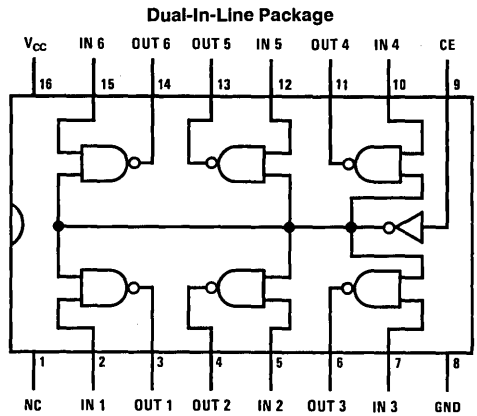 Dual-In-Line Package
VCC IN 6 OUT 6 OUT 5 IN 5 OUT 4 IN 4 CE
16 15 14 13 12 11 10 9
1 2 3 4 5 6 7 8
NC IN 1 OUT 1 OUT 2 IN 2 OUT 3 IN 3 GND